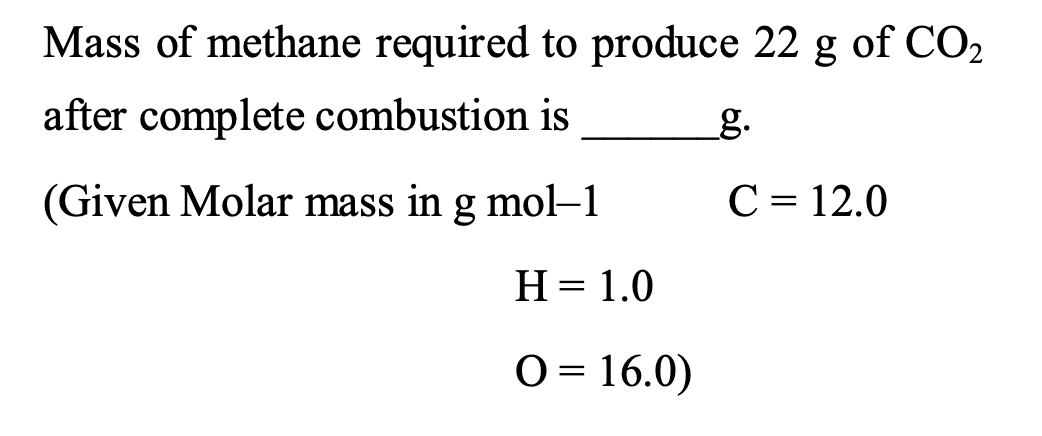 Mass of methane required to produce 22 g of CO₂
after complete combustion is ______g.
(Given Molar mass in g mol–1 C = 12.0
H = 1.0
O = 16.0)